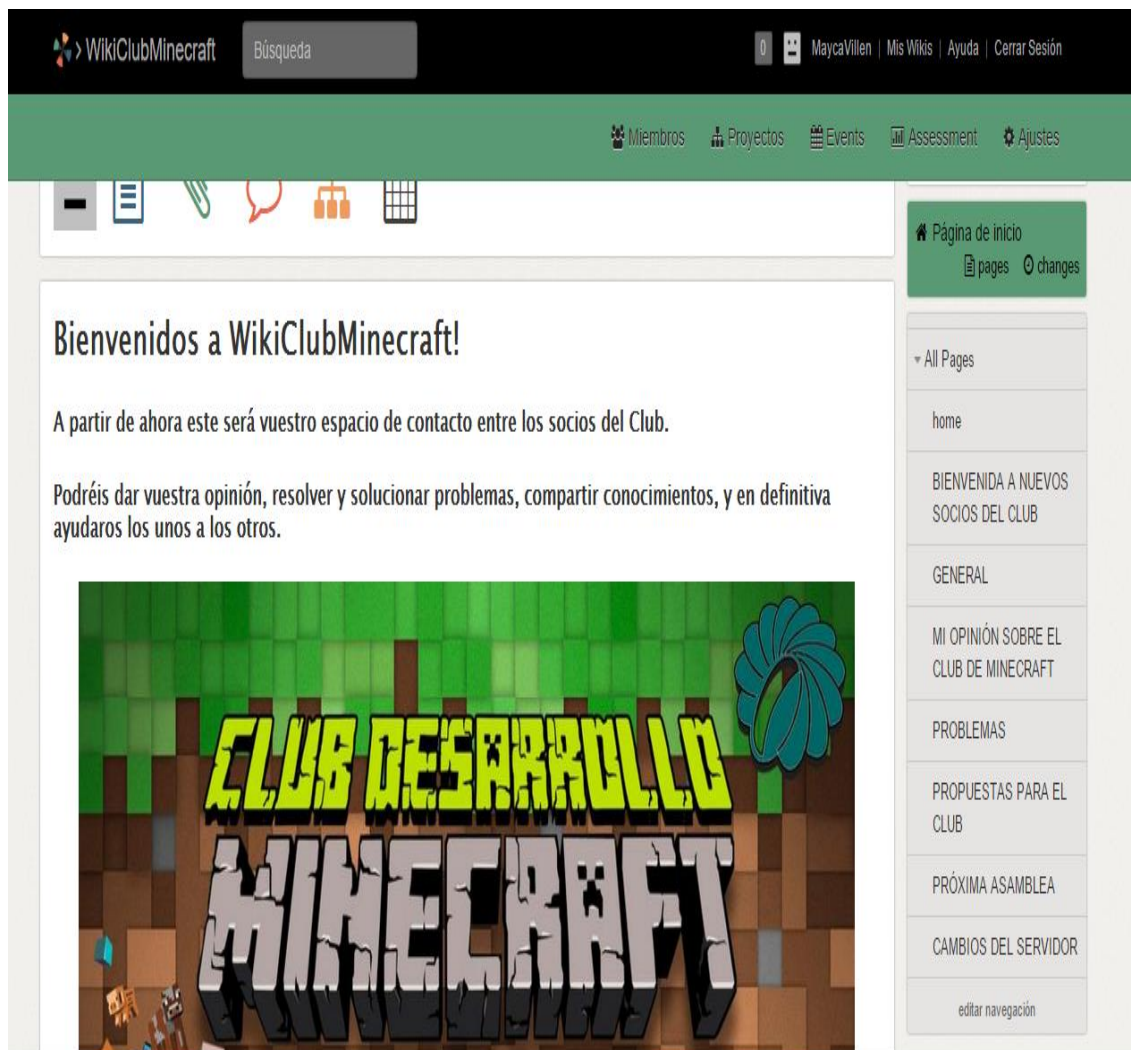 WikiClubMinecraft
Búsqueda
0 MaycaVillen | Mis Wikis | Ayuda | Cerrar Sesión
Miembros Proyectos Events Assessment Ajustes
Página de inicio
pages changes
Bienvenidos a WikiClubMinecraft!
A partir de ahora este será vuestro espacio de contacto entre los socios del Club.
Podréis dar vuestra opinión, resolver y solucionar problemas, compartir conocimientos, y en definitiva
ayudaros los unos a los otros.
CLUB DESARROLLO
MINECRAFT
All Pages
home
BIENVENIDA A NUEVOS
SOCIOS DEL CLUB
GENERAL
MI OPINIÓN SOBRE EL
CLUB DE MINECRAFT
PROBLEMAS
PROPUESTAS PARA EL
CLUB
PRÓXIMA ASAMBLEA
CAMBIOS DEL SERVIDOR
editar navegación